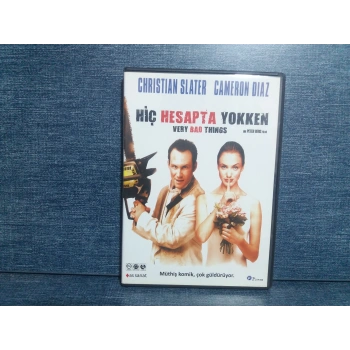 CHRISTIAN SLATER CAMERON DIAZ
HİÇ HESAPTA YOKKEN
VERY BAD THINGS
Müthiş komik, çok güldürüyor.